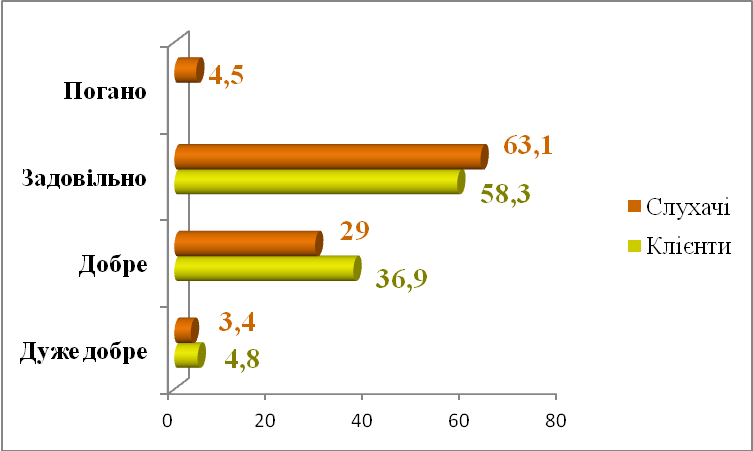 Погано
4,5
Задовільно
63,1
58,3
Добре
29
36,9
Дуже добре
3,4
4,8
Слухачі
Клієнти
0 20 40 60 80